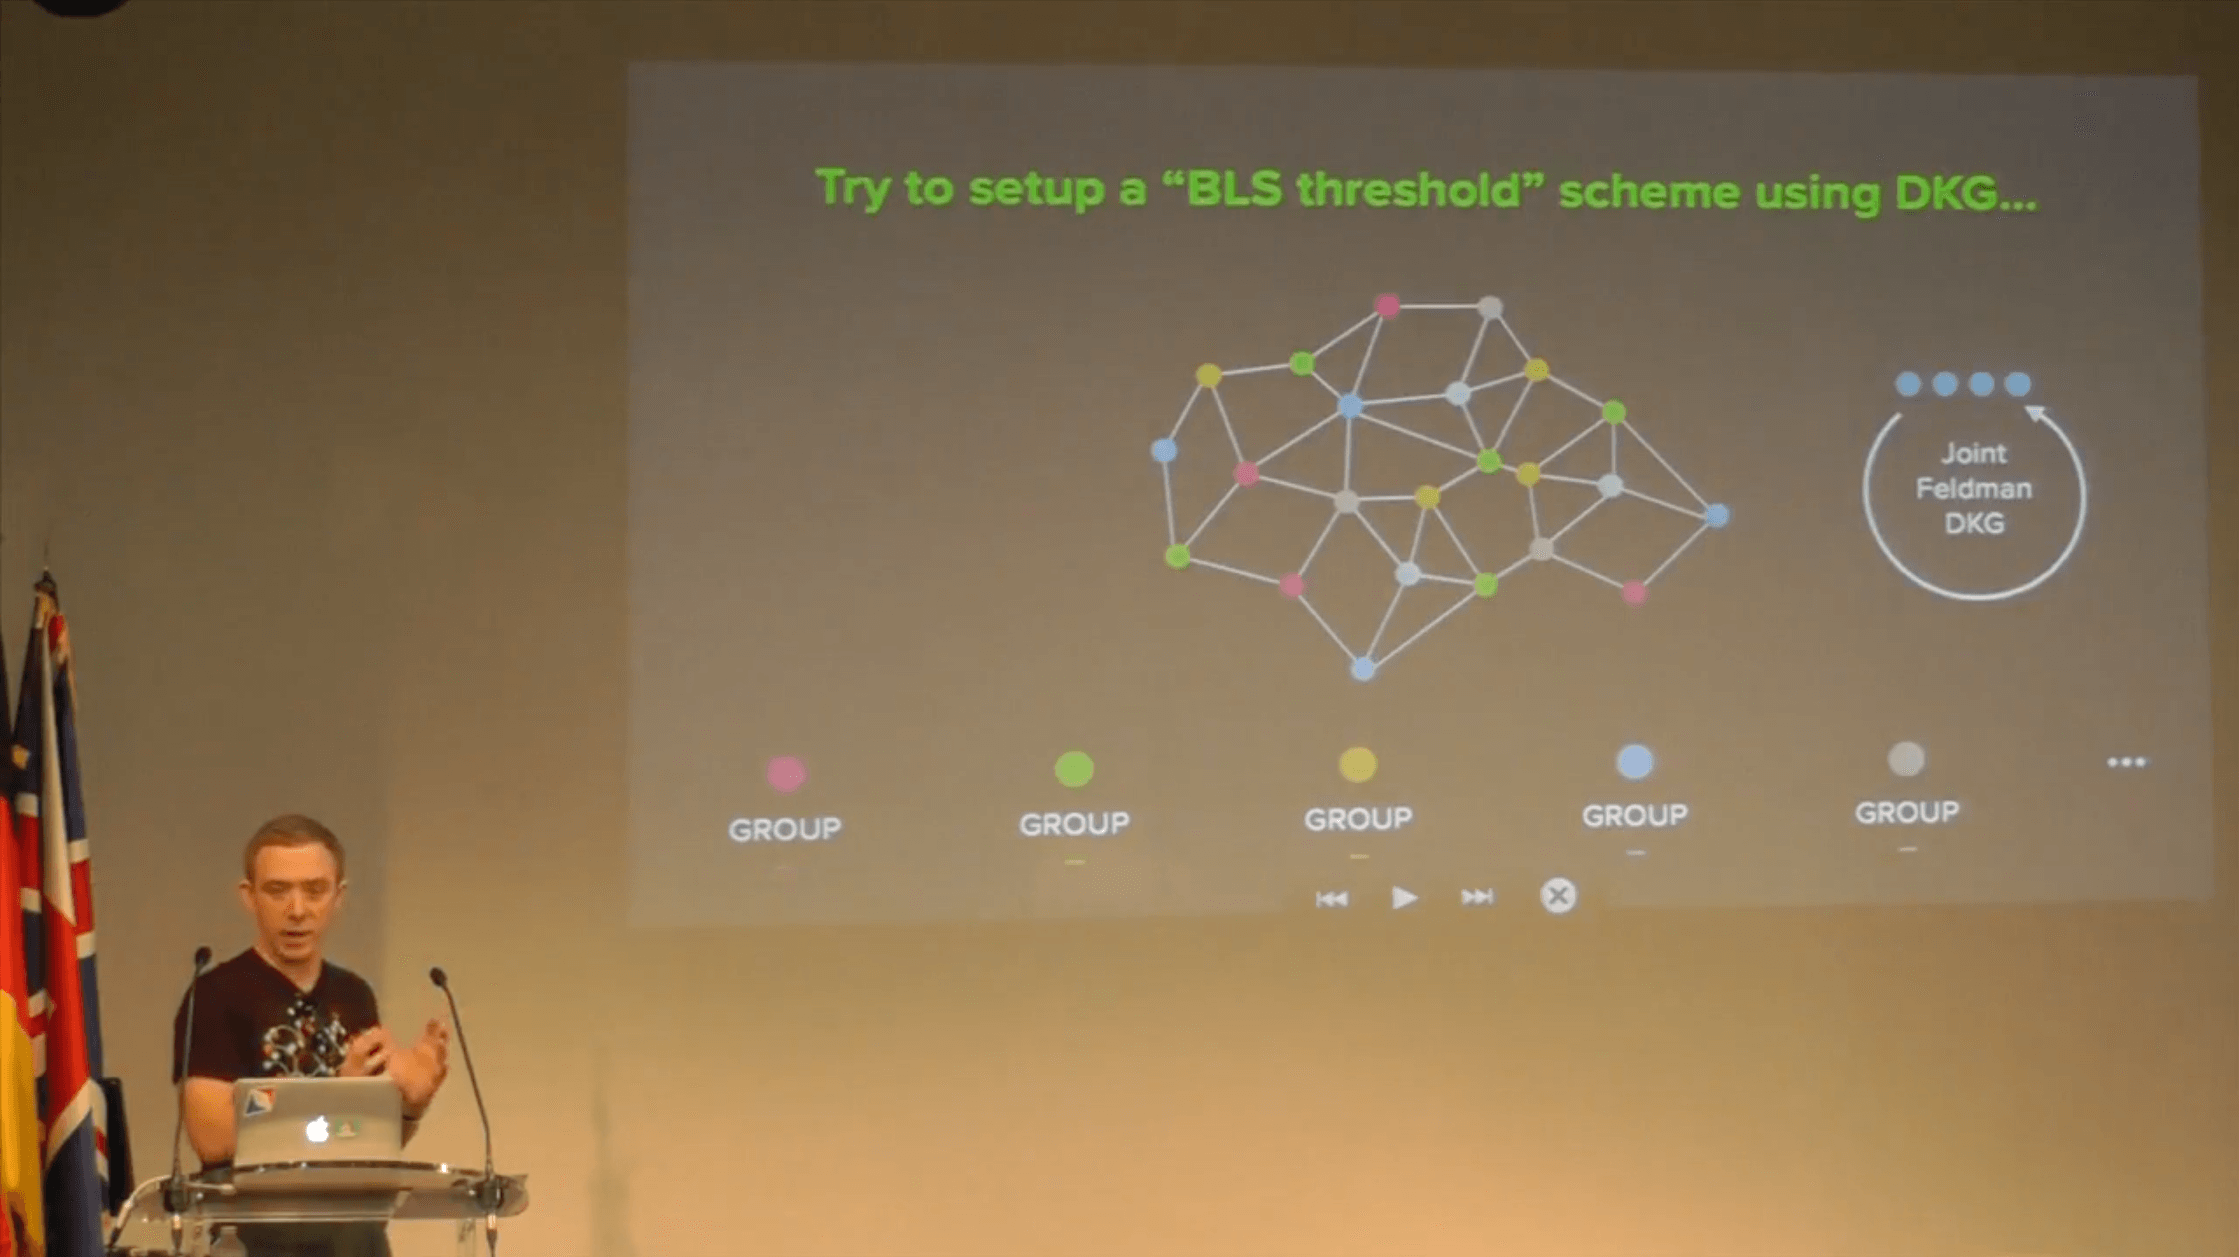 Try to setup a “BLS threshold” scheme using DKG...
Joint
Feldman
DKG
GROUP
GROUP
GROUP
GROUP
GROUP
...